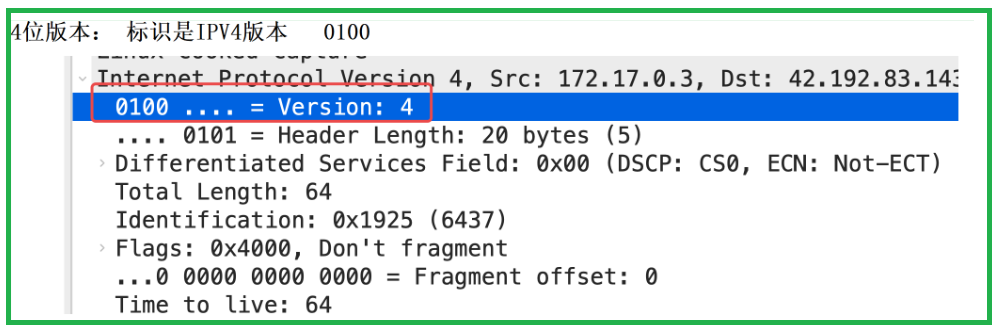 4位版本： 标识是IPV4版本 0100
Linux cooked capture
Internet Protocol Version 4, Src: 172.17.0.3, Dst: 42.192.83.143
0100 .... = Version: 4
.... 0101 = Header Length: 20 bytes (5)
Differentiated Services Field: 0x00 (DSCP: CS0, ECN: Not-ECT)
Total Length: 64
Identification: 0x1925 (6437)
Flags: 0x4000, Don't fragment
...0 0000 0000 0000 = Fragment offset: 0
Time to live: 64